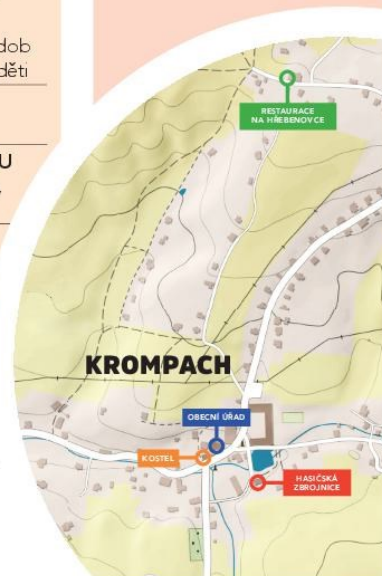 dob
děti
U
RESTAURACE
NA HŘEBENOVCE
KROMPACH
OBECNÍ ÚŘAD
KOSTEL
HASIČSKÁ
ZBROJNICE